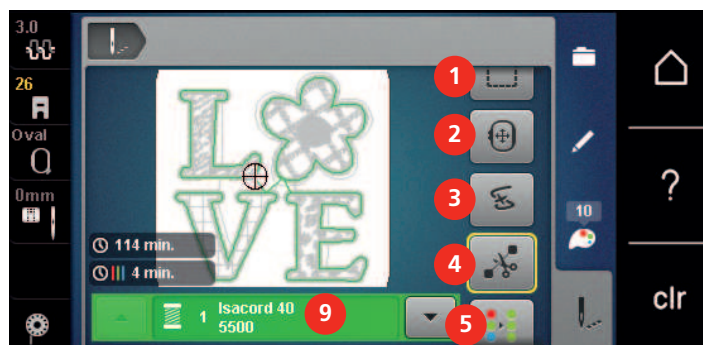 3.0
26
Oval
0mm
LOVE
114 min.
4 min.
1 Isacord 40
5500
1
2
3
4
5
9
10
?
clr